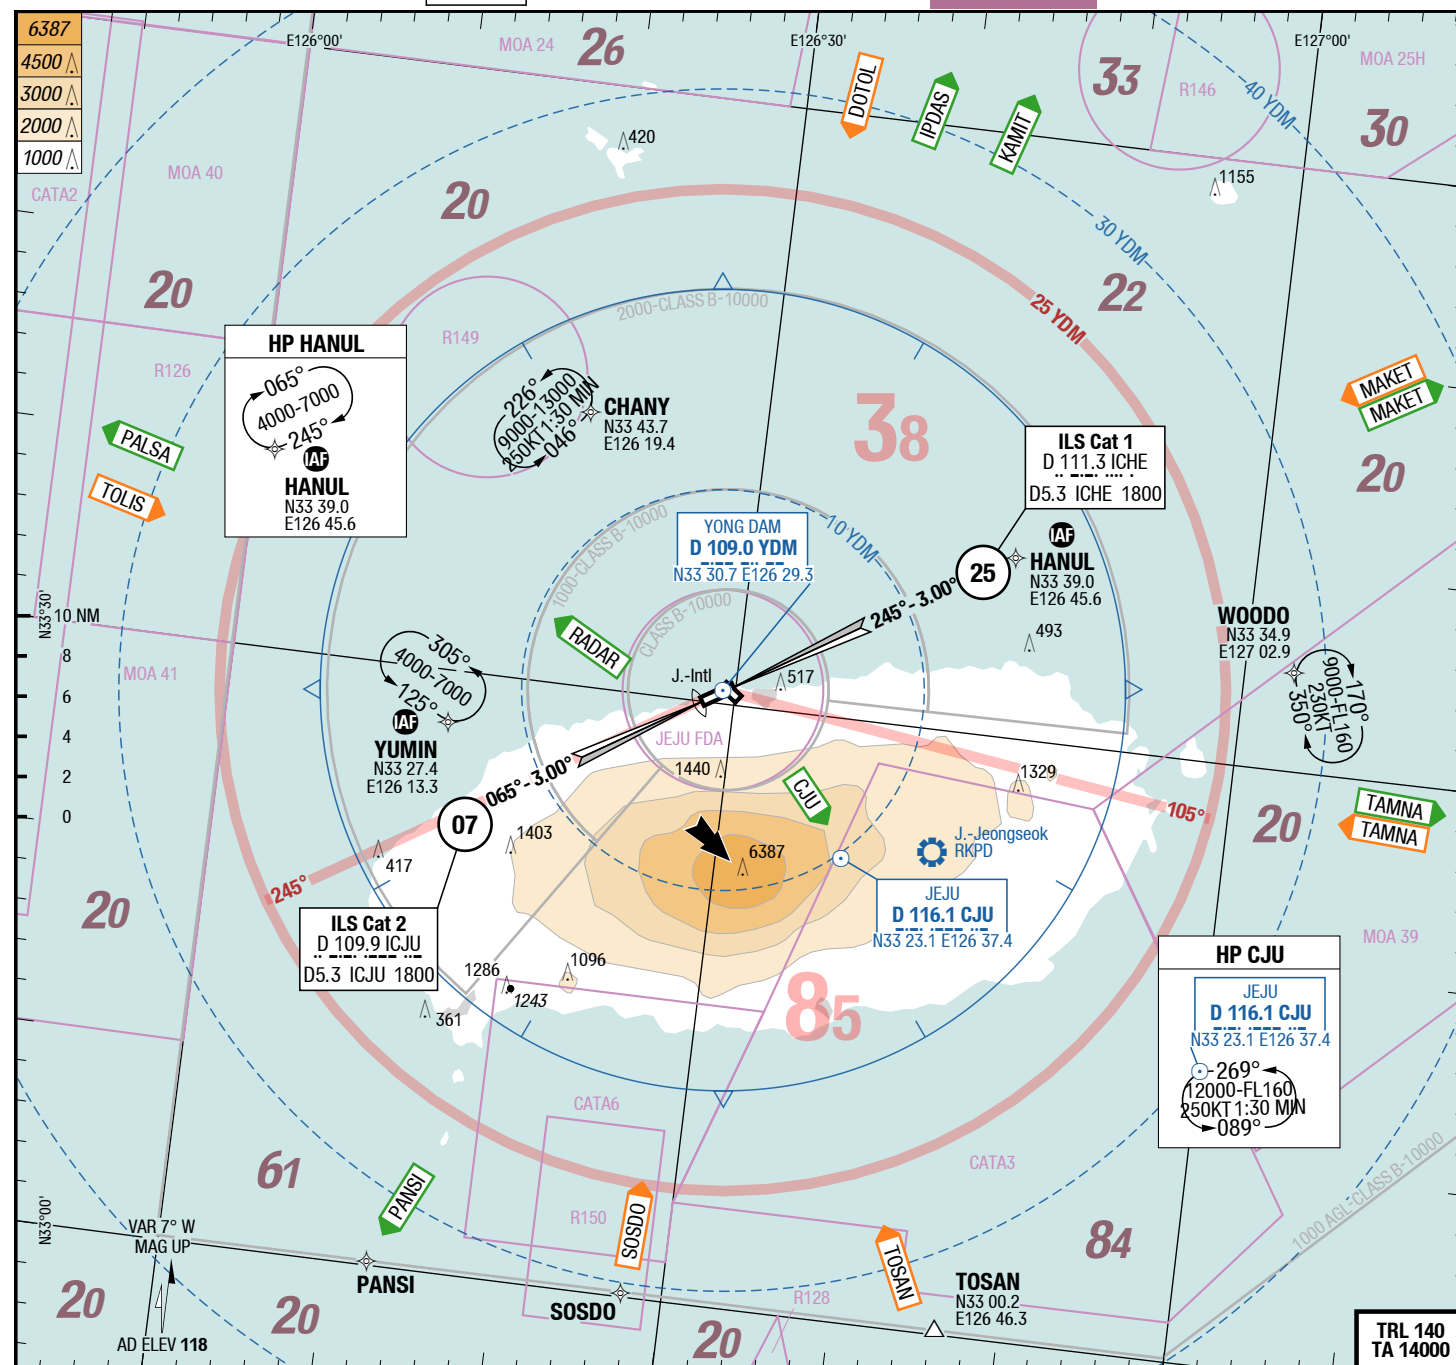 6387
4500
3000
2000
1000
E126°00'
E126°30'
E127°00'
MOA 24
26
DOTOL
IPDAS
KAMIT
33
R146
MOA 25H
40 YDM
30
CATA2
MOA 40
420
1155
20
20
30 YDM
22
2000-CLASS B-10000
25 YDM
R126
R149
HP HANUL
065°
4000-7000
245°
IAF
HANUL
N33 39.0
E126 45.6
226°
9000-13000
250KT1:30 MIN
046°
CHANY
N33 43.7
E126 19.4
38
MAKET
MAKET
PALSA
TOLIS
ILS Cat 1
D 111.3 ICHE
D5.3 ICHE 1800
20
1000-CLASS B-10000
YONG DAM
D 109.0 YDM
N33 30.7 E126 29.3
10 YDM
25
IAF
HANUL
N33 39.0
E126 45.6
245°- 3.00°
N33°30'
10 NM
8
6
4
2
0
CLASS B-10000
RADAR
493
WOODO
N33 34.9
E127 02.9
170°
9000-FL160
230KT
350°
MOA 41
305°
4000-7000
125°
IAF
YUMIN
N33 27.4
E126 13.3
J.-Intl
517
JEJU FDA
1440
065°- 3.00°
CJU
1329
105°
TAMNA
TAMNA
20
07
1403
417
6387
J.-Jeongseok
RKPD
245°
20
ILS Cat 2
D 109.9 ICJU
D5.3 ICJU 1800
JEJU
D 116.1 CJU
N33 23.1 E126 37.4
MOA 39
1286
1243
1096
361
85
HP CJU
JEJU
D 116.1 CJU
N33 23.1 E126 37.4
269°
12000-FL160
250KT1:30 MIN
089°
CATA6
CATA3
61
PANSI
R150
SOSDO
TOSAN
84
1000 AGL-CLASS B-10000
N33°00'
VAR 7° W
MAG UP
PANSI
SOSDO
TOSAN
N33 00.2
E126 46.3
R128
20
20
20
AD ELEV 118
TRL 140
TA 14000